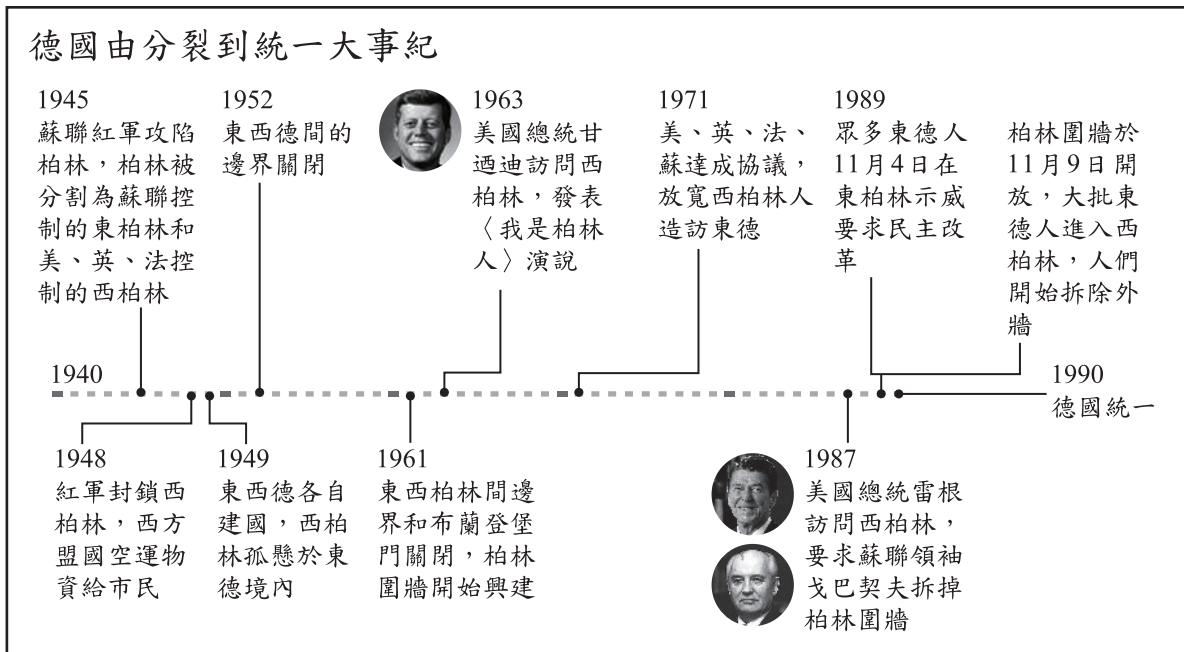 德國由分裂到統一大事紀
1945
蘇聯紅軍攻陷
柏林，柏林被
分割為蘇聯控
制的東柏林和
美、英、法控
制的西柏林
1952
東西德間的
邊界關閉
1963
美國總統甘
迺迪訪問西
柏林，發表
〈我是柏林
人〉演說
1971
美、英、法、
蘇達成協議，
放寬西柏林人
造訪東德
1989
眾多東德人
11月4日在
東柏林示威
要求民主改
革
柏林圍牆於
11月9日開
放，大批東
德人進入西
柏林，人們
開始拆除外
牆
1940
1990
德國統一
1948
紅軍封鎖西
柏林，西方
盟國空運物
資給市民
1949
東西德各自
建國，西柏
林孤懸於東
德境內
1961
東西柏林間邊
界和布蘭登堡
門關閉，柏林
圍牆開始興建
1987
美國總統雷根
訪問西柏林，
要求蘇聯領袖
戈巴契夫拆掉
柏林圍牆